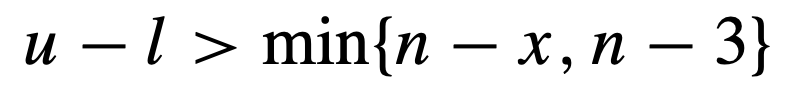 u − l > min{n − x, n − 3}